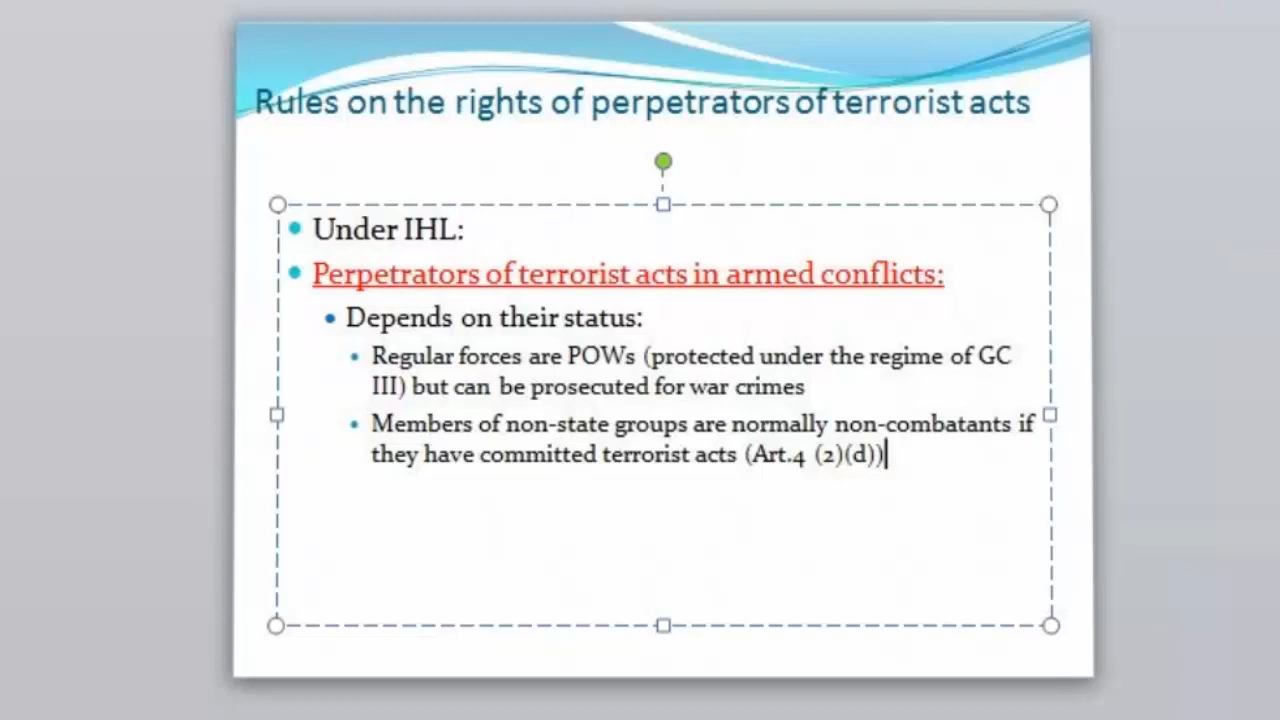 Rules on the rights of perpetrators of terrorist acts
Under IHL:
Perpetrators of terrorist acts in armed conflicts:
Depends on their status:
Regular forces are POWs (protected under the regime of GC
III) but can be prosecuted for war crimes
Members of non-state groups are normally non-combatants if
they have committed terrorist acts (Art.4 (2)(d))